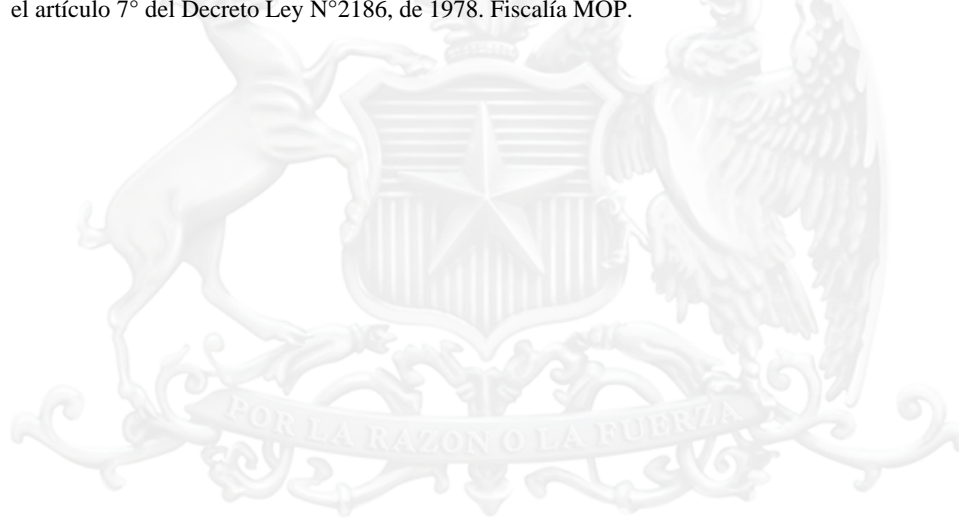 el artículo 7° del Decreto Ley N°2186, de 1978. Fiscalía MOP.
POR LA RAZON O LA FUERZA